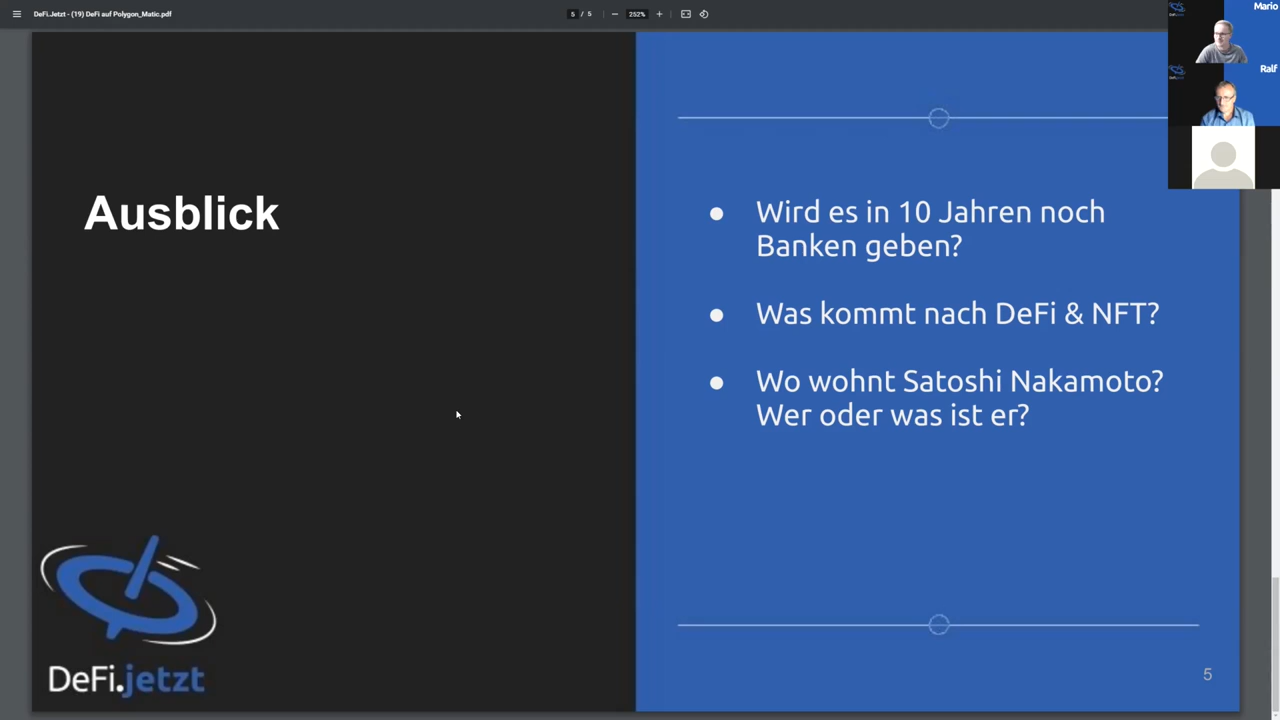 DeFi.Jetzt - (19) DeFi auf Polygon_Matic.pdf
5 / 5
252%
Mario
Ralf
Ausblick
Wird es in 10 Jahren noch
Banken geben?
Was kommt nach DeFi & NFT?
Wo wohnt Satoshi Nakamoto?
Wer oder was ist er?
DeFi.jetzt
5